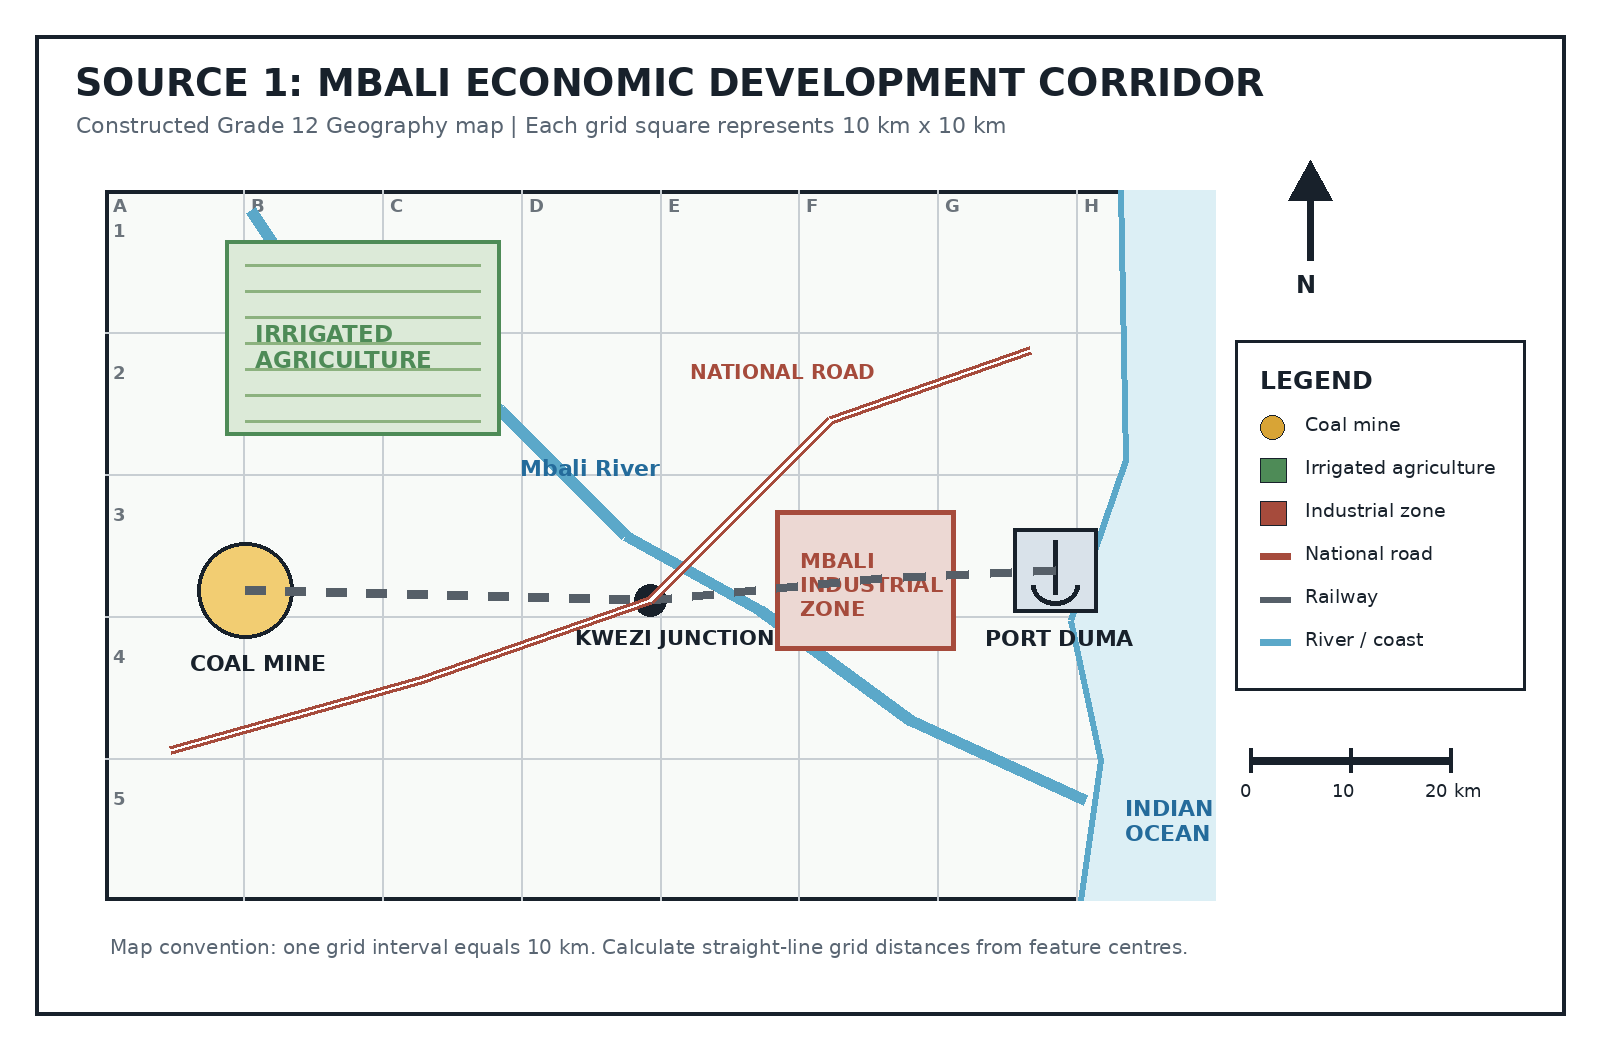 SOURCE 1: MBALI ECONOMIC DEVELOPMENT CORRIDOR
Constructed Grade 12 Geography map | Each grid square represents 10 km x 10 km
A
B
C
D
E
F
G
H
1
2
3
4
5
IRRIGATED
AGRICULTURE
NATIONAL ROAD
Mbali River
MBALI
INDUSTRIAL
ZONE
COAL MINE
KWEZI JUNCTION
PORT DUMA
INDIAN
OCEAN
N
LEGEND
Coal mine
Irrigated agriculture
Industrial zone
National road
Railway
River / coast
0 10 20 km
Map convention: one grid interval equals 10 km. Calculate straight-line grid distances from feature centres.